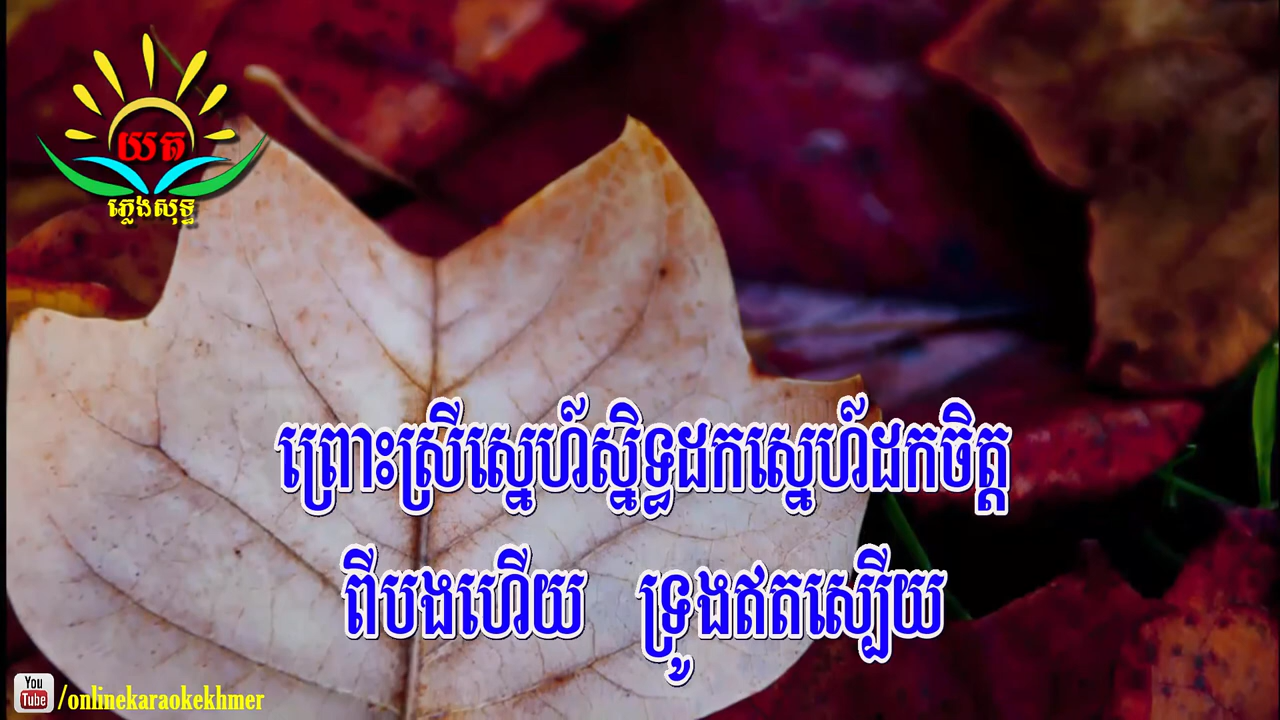 យត
ភ្លេងសុទ្ធ
ព្រោះស្រីស្នេហ៍ស្និទ្ធដកស្នេហ៍ដកចិត្ត
ពីបងហើយ ទ្រូងឥតស្បើយ
You Tube /onlinekaraokekhmer